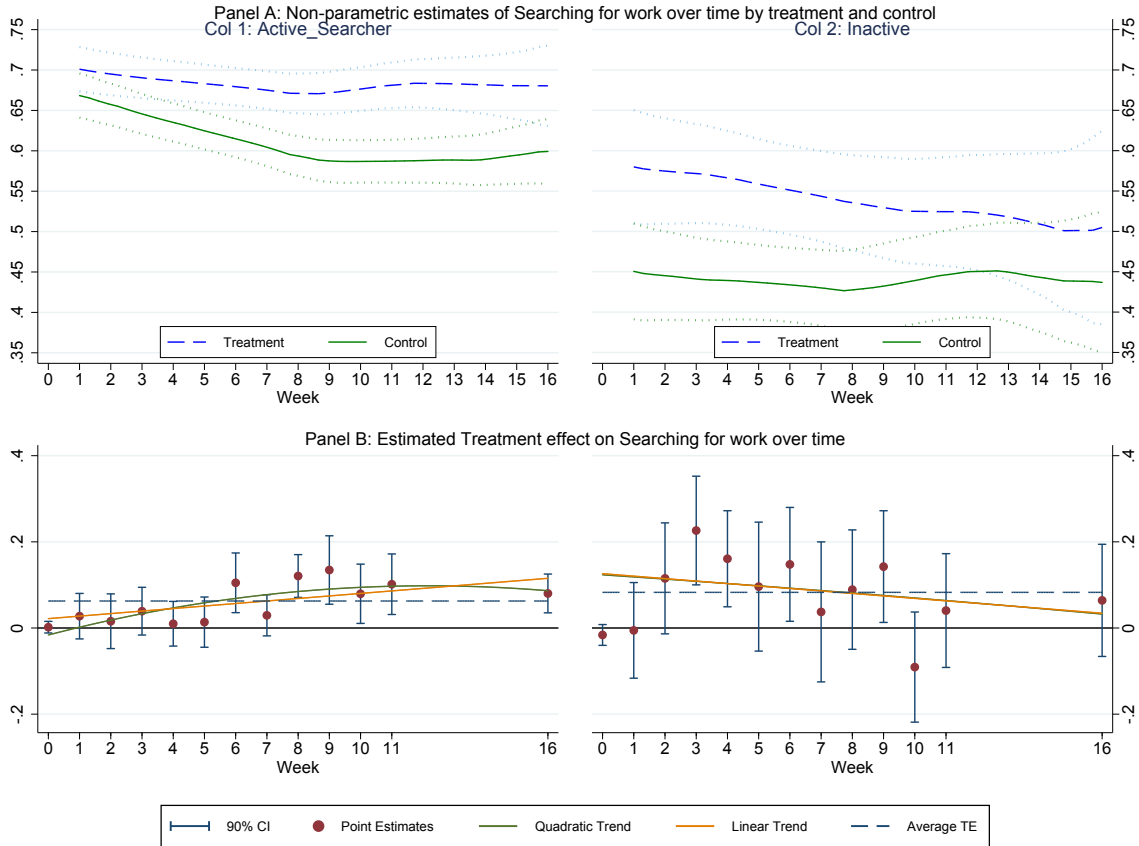 Panel A: Non-parametric estimates of Searching for work over time by treatment and control
Col 1: Active_Searcher
Col 2: Inactive
.75
.7
.65
.6
.55
.5
.45
.4
.35
.75
.7
.65
.6
.55
.5
.45
.4
.35
Treatment Control
Treatment Control
0 1 2 3 4 5 6 7 8 9 10 11 12 13 14 15 16
0 1 2 3 4 5 6 7 8 9 10 11 12 13 14 15 16
Week
Week
Panel B: Estimated Treatment effect on Searching for work over time
.4
.2
0
-.2
.4
.2
0
-.2
0 1 2 3 4 5 6 7 8 9 10 11 16
0 1 2 3 4 5 6 7 8 9 10 11 16
Week
Week
90% CI Point Estimates Quadratic Trend Linear Trend Average TE